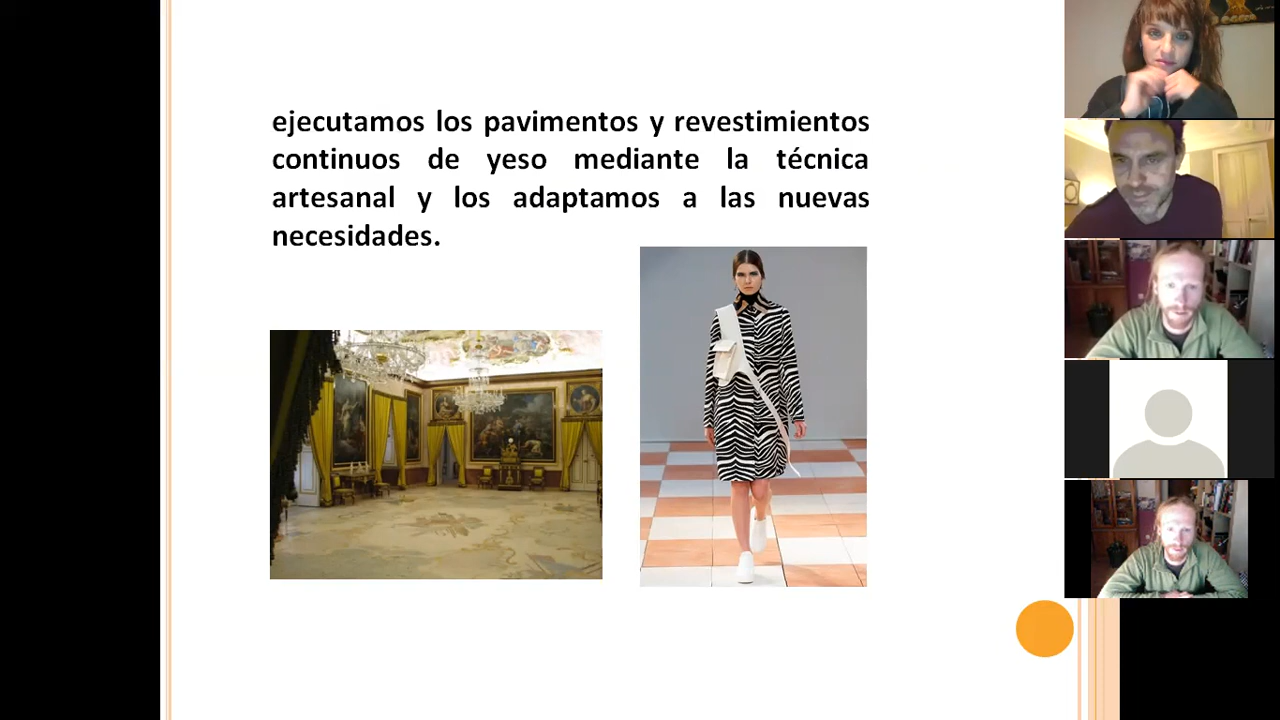 ejecutamos los pavimentos y revestimientos
continuos de yeso mediante la técnica
artesanal y los adaptamos a las nuevas
necesidades.